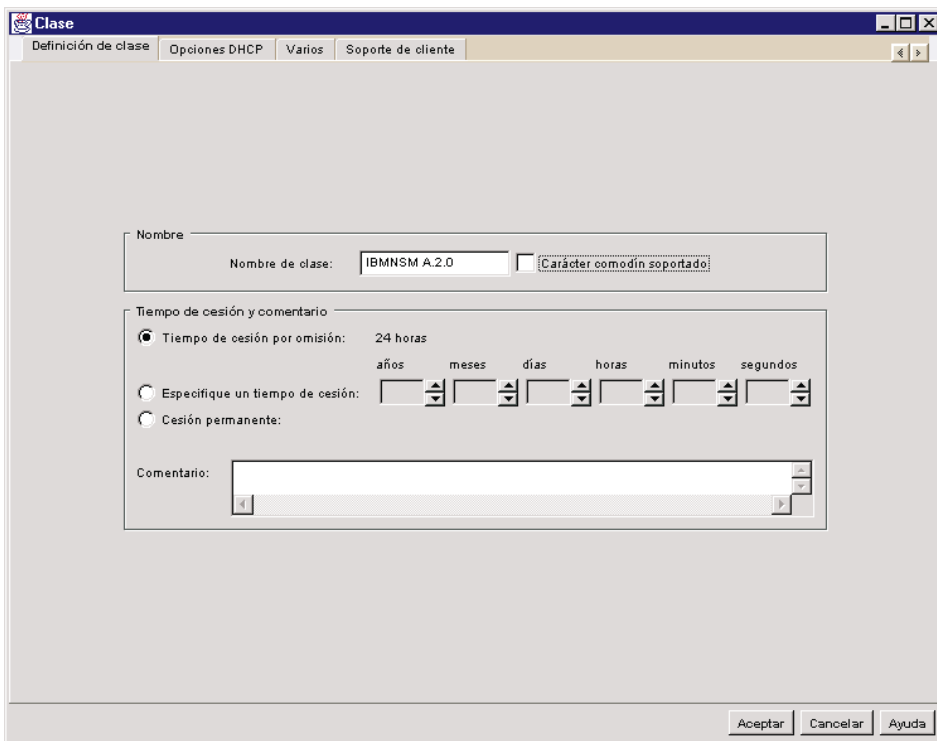 Clase
Definición de clase Opciones DHCP Varios Soporte de cliente
Nombre
Nombre de clase: IBMNSM A.2.0 Carácter comodín soportado
Tiempo de cesión y comentario
Tiempo de cesión por omisión: 24 horas
años meses días horas minutos segundos
Especifique un tiempo de cesión:
Cesión permanente:
Comentario:
Aceptar Cancelar Ayuda